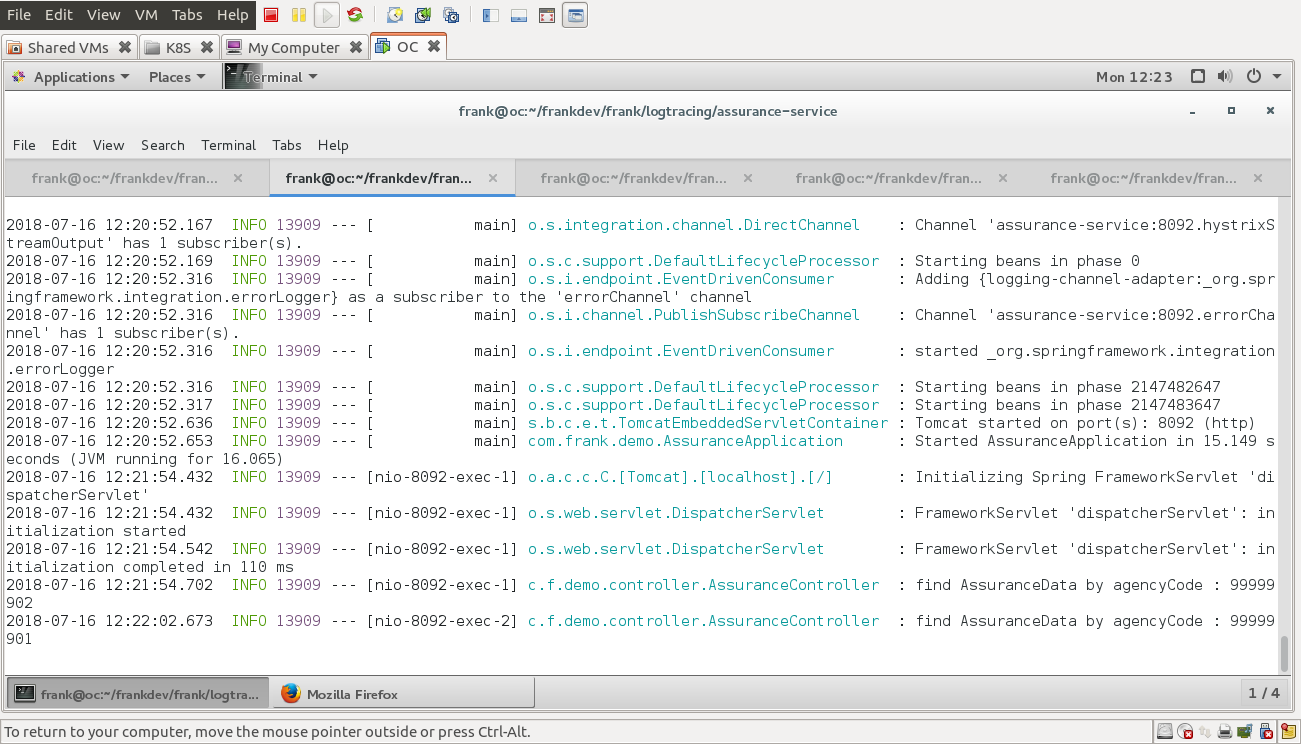 File Edit View VM Tabs Help
Shared VMs K8S My Computer OC
Applications Places Terminal Mon 12:23
frank@oc:~/frankdev/frank/logtracing/assurance-service
File Edit View Search Terminal Tabs Help
frank@oc:~/frankdev/fran... frank@oc:~/frankdev/fran... frank@oc:~/frankdev/fran... frank@oc:~/frankdev/fran... frank@oc:~/frankdev/fran...
2018-07-16 12:20:52.167  INFO 13909 --- [           main] o.s.integration.channel.DirectChannel    : Channel 'assurance-service:8092.hystrixS
treamOutput' has 1 subscriber(s).
2018-07-16 12:20:52.169  INFO 13909 --- [           main] o.s.c.support.DefaultLifecycleProcessor  : Starting beans in phase 0
2018-07-16 12:20:52.316  INFO 13909 --- [           main] o.s.i.endpoint.EventDrivenConsumer       : Adding {logging-channel-adapter:_org.spr
ingframework.integration.errorLogger} as a subscriber to the 'errorChannel' channel
2018-07-16 12:20:52.316  INFO 13909 --- [           main] o.s.i.channel.PublishSubscribeChannel    : Channel 'assurance-service:8092.errorCha
nnel' has 1 subscriber(s).
2018-07-16 12:20:52.316  INFO 13909 --- [           main] o.s.i.endpoint.EventDrivenConsumer       : started _org.springframework.integration
.errorLogger
2018-07-16 12:20:52.316  INFO 13909 --- [           main] o.s.c.support.DefaultLifecycleProcessor  : Starting beans in phase 2147482647
2018-07-16 12:20:52.317  INFO 13909 --- [           main] o.s.c.support.DefaultLifecycleProcessor  : Starting beans in phase 2147483647
2018-07-16 12:20:52.636  INFO 13909 --- [           main] s.b.c.e.t.TomcatEmbeddedServletContainer : Tomcat started on port(s): 8092 (http)
2018-07-16 12:20:52.653  INFO 13909 --- [           main] com.frank.demo.AssuranceApplication      : Started AssuranceApplication in 15.149 s
econds (JVM running for 16.065)
2018-07-16 12:21:54.432  INFO 13909 --- [nio-8092-exec-1] o.a.c.c.C.[Tomcat].[localhost].[/]       : Initializing Spring FrameworkServlet 'di
spatcherServlet'
2018-07-16 12:21:54.432  INFO 13909 --- [nio-8092-exec-1] o.s.web.servlet.DispatcherServlet        : FrameworkServlet 'dispatcherServlet': in
itialization started
2018-07-16 12:21:54.542  INFO 13909 --- [nio-8092-exec-1] o.s.web.servlet.DispatcherServlet        : FrameworkServlet 'dispatcherServlet': in
itialization completed in 110 ms
2018-07-16 12:21:54.702  INFO 13909 --- [nio-8092-exec-1] c.f.demo.controller.AssuranceController  : find AssuranceData by agencyCode : 99999
902
2018-07-16 12:22:02.673  INFO 13909 --- [nio-8092-exec-2] c.f.demo.controller.AssuranceController  : find AssuranceData by agencyCode : 99999
901
frank@oc:~/frankdev/frank/logtra... Mozilla Firefox 1 / 4
To return to your computer, move the mouse pointer outside or press Ctrl-Alt.